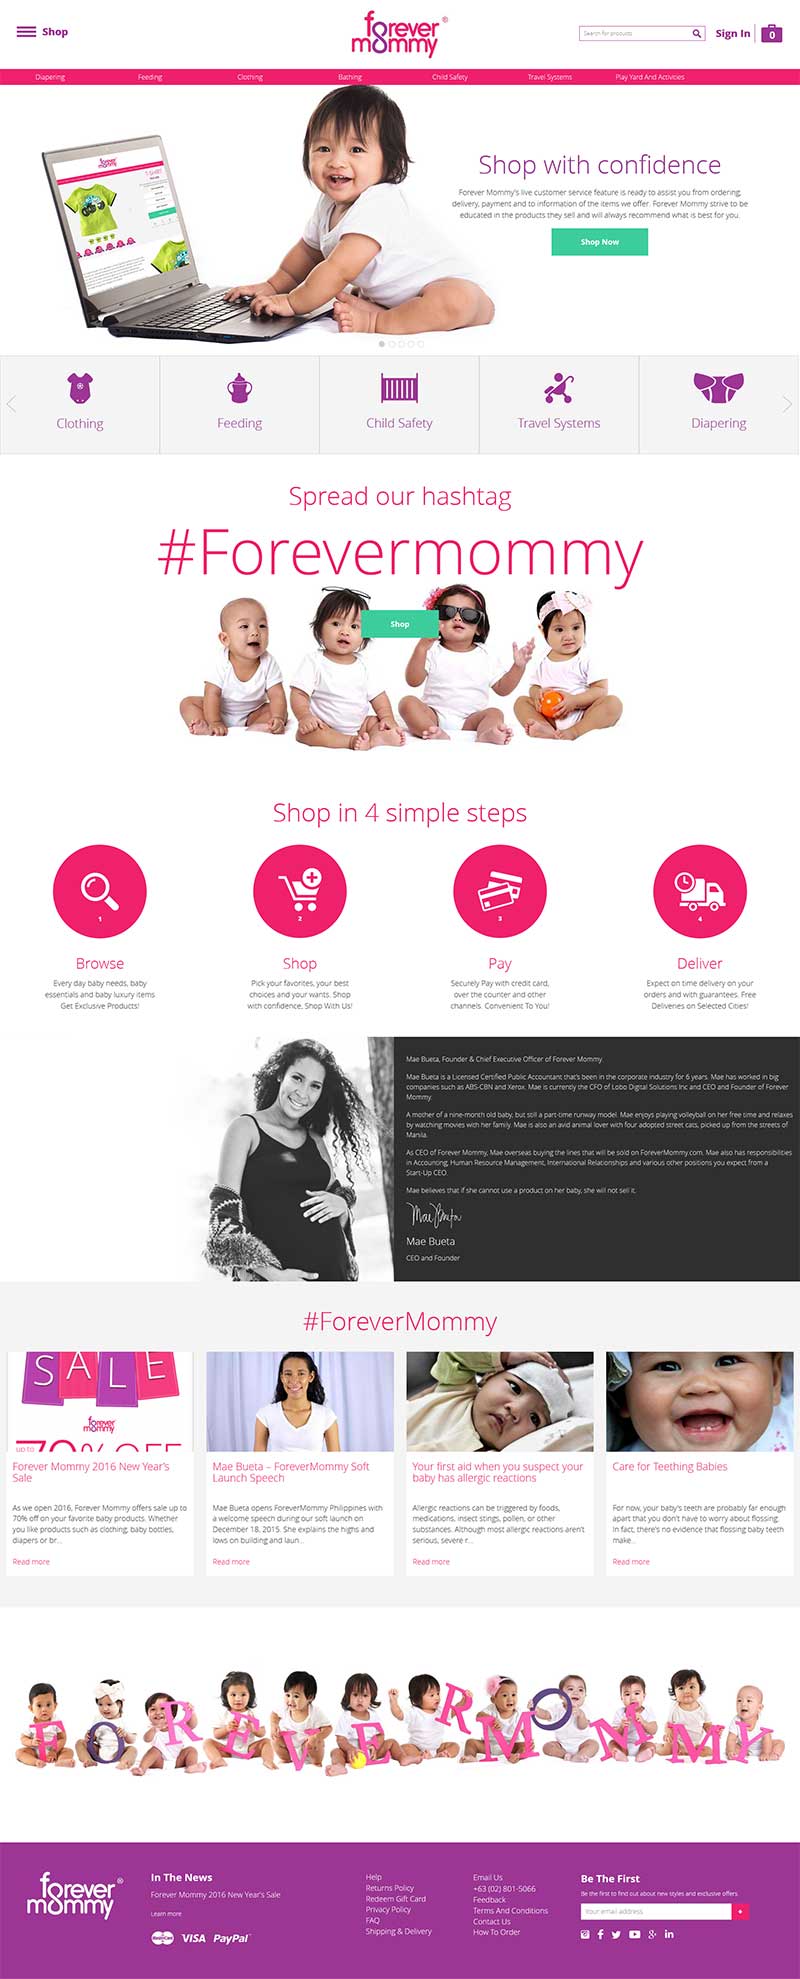 Shop
forever
mommy
®
Search for products
Sign In
0
Diapering
Feeding
Clothing
Bathing
Child Safety
Travel Systems
Play Yard And Activities
forever
mommy
T-SHIRT
Shop with confidence
Forever Mommy's live customer service feature is ready to assist you from ordering,
delivery, payment and to information of the items we offer. Forever Mommy strive to be
educated in the products they sell and will always recommend what is best for you.
Shop Now
Clothing
Feeding
Child Safety
Travel Systems
Diapering
Spread our hashtag
#Forevermommy
Shop
Shop in 4 simple steps
1
2
3
4
Browse
Every day baby needs, baby
essentials and baby luxury items
Get Exclusive Products!
Shop
Pick your favorites, your best
choices and your wants. Shop
with confidence, Shop With Us!
Pay
Securely Pay with credit card,
over the counter and other
channels. Convenient To You!
Deliver
Expect on time delivery on your
orders and with guarantees. Free
Deliveries on Selected Cities!
Mae Bueta, Founder & Chief Executive Officer of Forever Mommy.
Mae Bueta is a Licensed Certified Public Accountant that's been in the corporate industry for 6 years. Mae has worked in big
companies such as ABS-CBN and Xerox. Mae is currently the CFO of Lobo Digital Solutions Inc and CEO and Founder of Forever
Mommy.
A mother of a nine-month old baby, but still a part-time runway model. Mae enjoys playing volleyball on her free time and relaxes
by watching movies with her family. Mae is also an avid animal lover with four adopted street cats, picked up from the streets of
Manila.
As CEO of Forever Mommy, Mae overseas buying the lines that will be sold on ForeverMommy.com. Mae also has responsibilities
in Accounting, Human Resource Management, International Relationships and various other positions you expect from a
Start-Up CEO.
Mae believes that if she cannot use a product on her baby, she will not sell it.
Mae Bueta
Mae Bueta
CEO and Founder
#ForeverMommy
SALE
forever
mommy
up to
70% OFF
Forever Mommy 2016 New Year's
Sale
As we open 2016, Forever Mommy offers sale up to
70% off on your favorite baby products. Whether
you like products such as clothing, baby bottles,
diapers or br...
Read more
Mae Bueta – ForeverMommy Soft
Launch Speech
Mae Bueta opens ForeverMommy Philippines with
a welcome speech during our soft launch on
December 18, 2015. She explains the highs and
lows on building and laun...
Read more
Your first aid when you suspect your
baby has allergic reactions
Allergic reactions can be triggered by foods,
medications, insect stings, pollen, or other
substances. Although most allergic reactions aren't
serious, severe r...
Read more
Care for Teething Babies
For now, your baby's teeth are probably far enough
apart that you don't have to worry about flossing.
In fact, there's no evidence that flossing baby teeth
make...
Read more
FOREVERMOMMY
forever
mommy
®
In The News
Forever Mommy 2016 New Year's Sale
Learn more
MasterCard VISA PayPal
Help
Returns Policy
Redeem Gift Card
Privacy Policy
FAQ
Shipping & Delivery
Email Us
+63 (02) 801-5066
Feedback
Terms And Conditions
Contact Us
How To Order
Be The First
Be the first to find out about new styles and exclusive offers.
Your email address
+